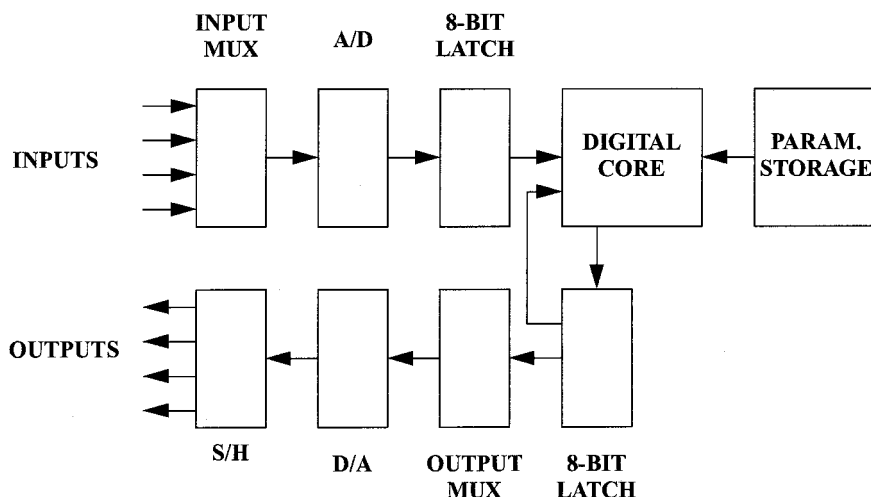 INPUT
MUX
A/D
8-BIT
LATCH
INPUTS
DIGITAL
CORE
PARAM.
STORAGE
OUTPUTS
S/H
D/A
OUTPUT
MUX
8-BIT
LATCH